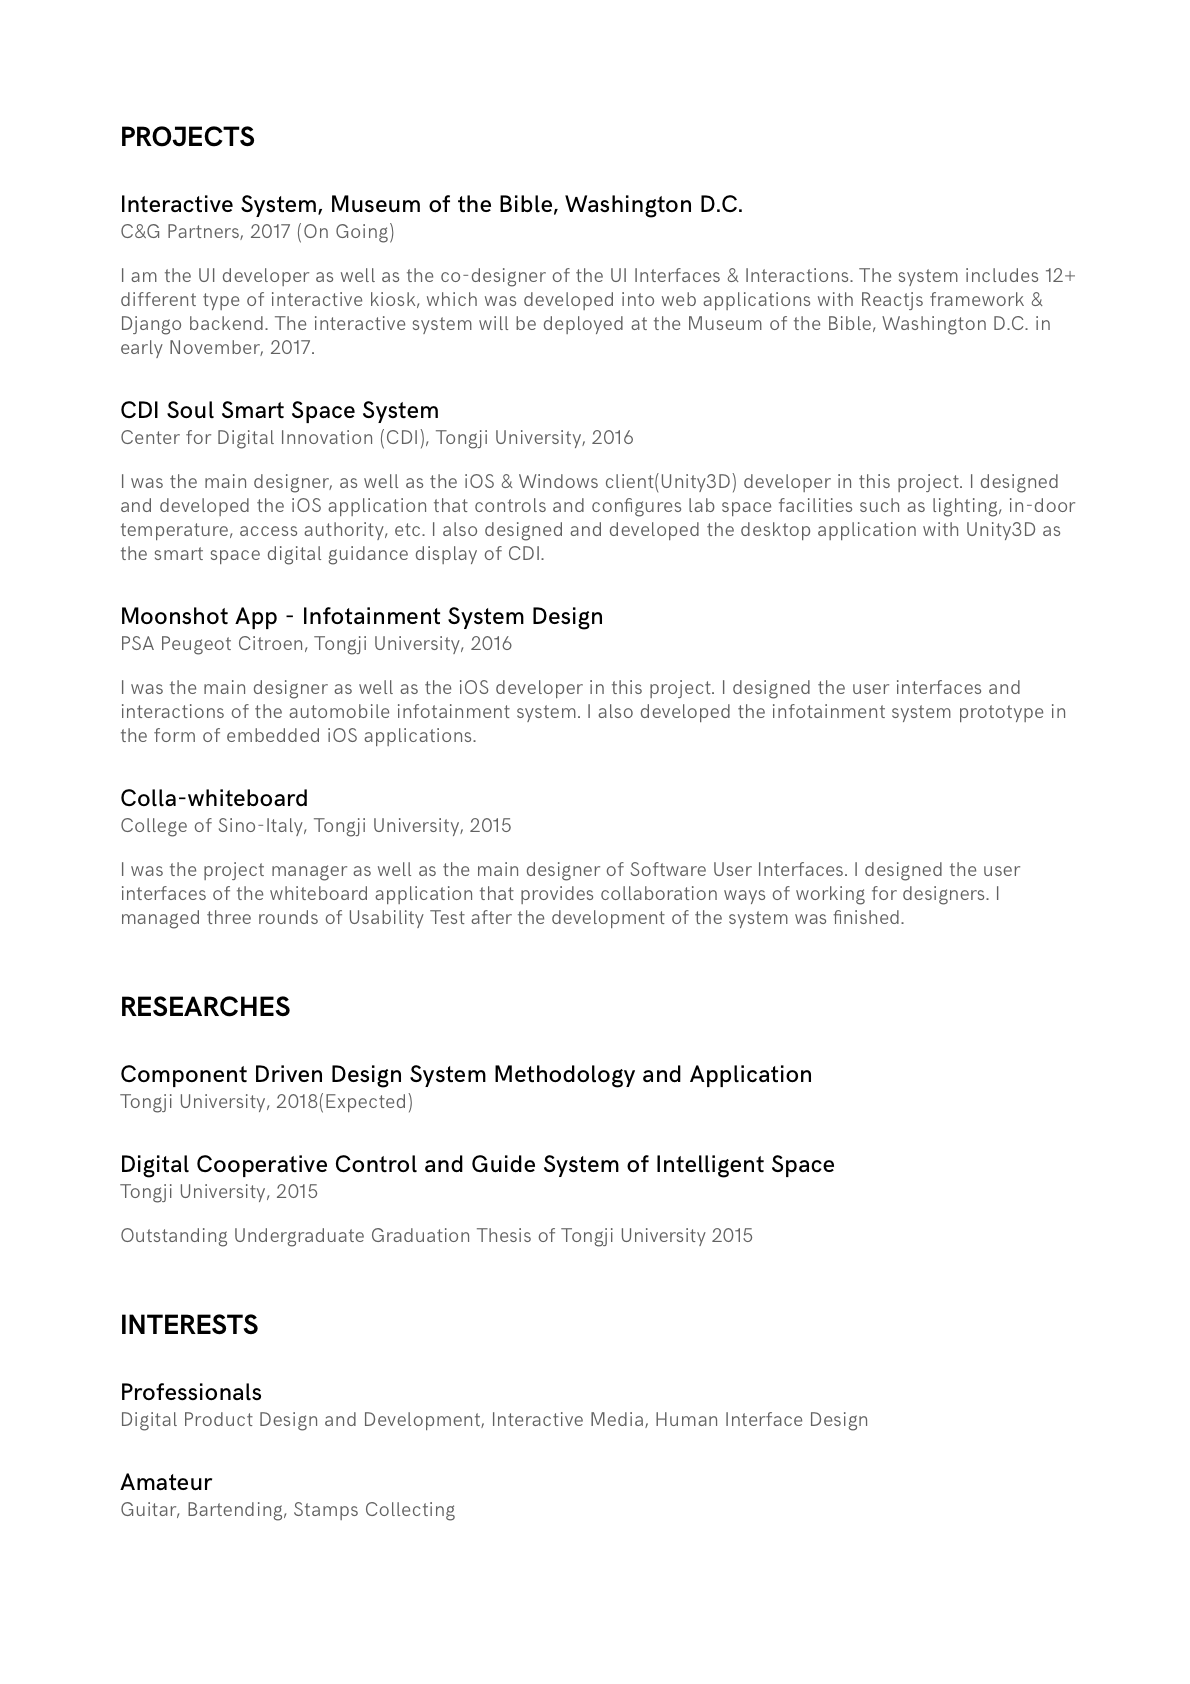 PROJECTS
Interactive System, Museum of the Bible, Washington D.C.
C&G Partners, 2017 (On Going)
I am the UI developer as well as the co-designer of the UI Interfaces & Interactions. The system includes 12+
different type of interactive kiosk, which was developed into web applications with Reactjs framework &
Django backend. The interactive system will be deployed at the Museum of the Bible, Washington D.C. in
early November, 2017.
CDI Soul Smart Space System
Center for Digital Innovation (CDI), Tongji University, 2016
I was the main designer, as well as the iOS & Windows client(Unity3D) developer in this project. I designed
and developed the iOS application that controls and configures lab space facilities such as lighting, in-door
temperature, access authority, etc. I also designed and developed the desktop application with Unity3D as
the smart space digital guidance display of CDI.
Moonshot App - Infotainment System Design
PSA Peugeot Citroen, Tongji University, 2016
I was the main designer as well as the iOS developer in this project. I designed the user interfaces and
interactions of the automobile infotainment system. I also developed the infotainment system prototype in
the form of embedded iOS applications.
Colla-whiteboard
College of Sino-Italy, Tongji University, 2015
I was the project manager as well as the main designer of Software User Interfaces. I designed the user
interfaces of the whiteboard application that provides collaboration ways of working for designers. I
managed three rounds of Usability Test after the development of the system was finished.
RESEARCHES
Component Driven Design System Methodology and Application
Tongji University, 2018(Expected)
Digital Cooperative Control and Guide System of Intelligent Space
Tongji University, 2015
Outstanding Undergraduate Graduation Thesis of Tongji University 2015
INTERESTS
Professionals
Digital Product Design and Development, Interactive Media, Human Interface Design
Amateur
Guitar, Bartending, Stamps Collecting